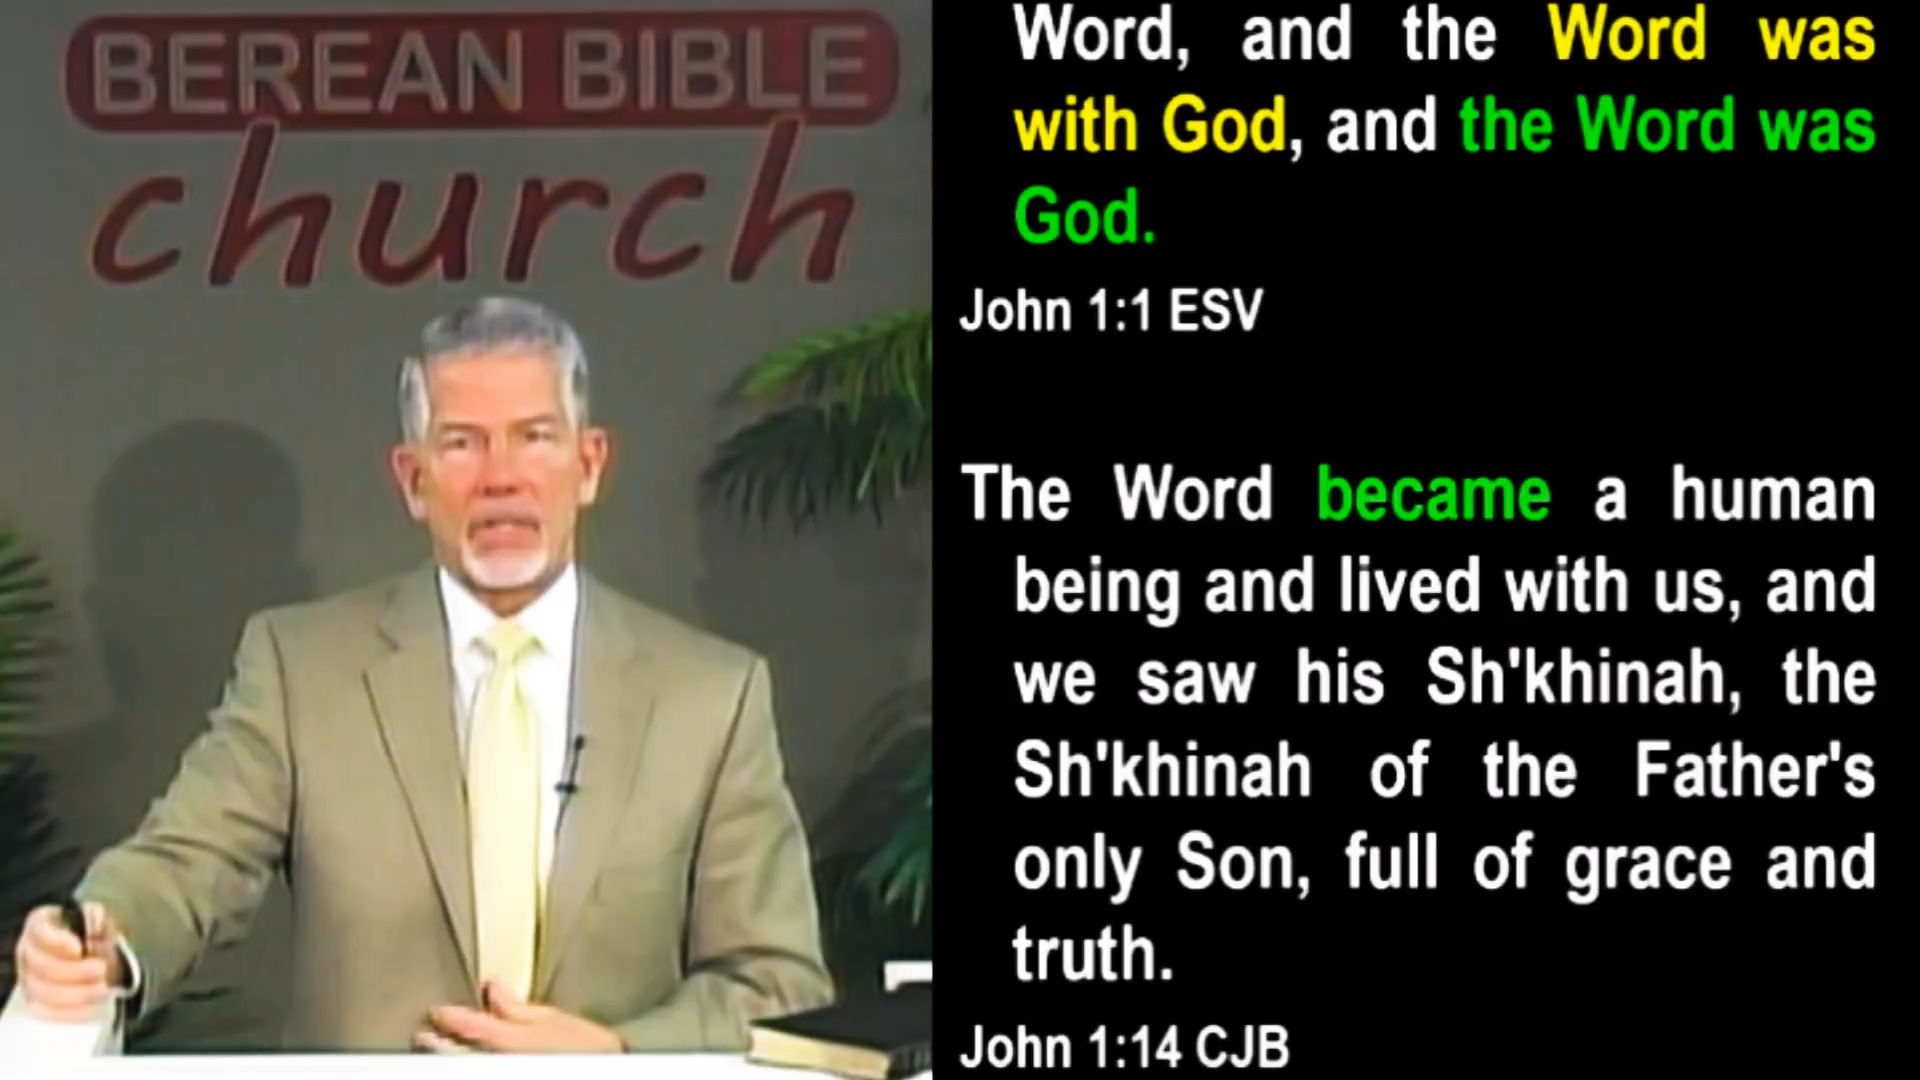 BEREAN BIBLE
church
Word, and the Word was
with God, and the Word was
God.
John 1:1 ESV
The Word became a human
being and lived with us, and
we saw his Sh'khinah, the
Sh'khinah of the Father's
only Son, full of grace and
truth.
John 1:14 CJB